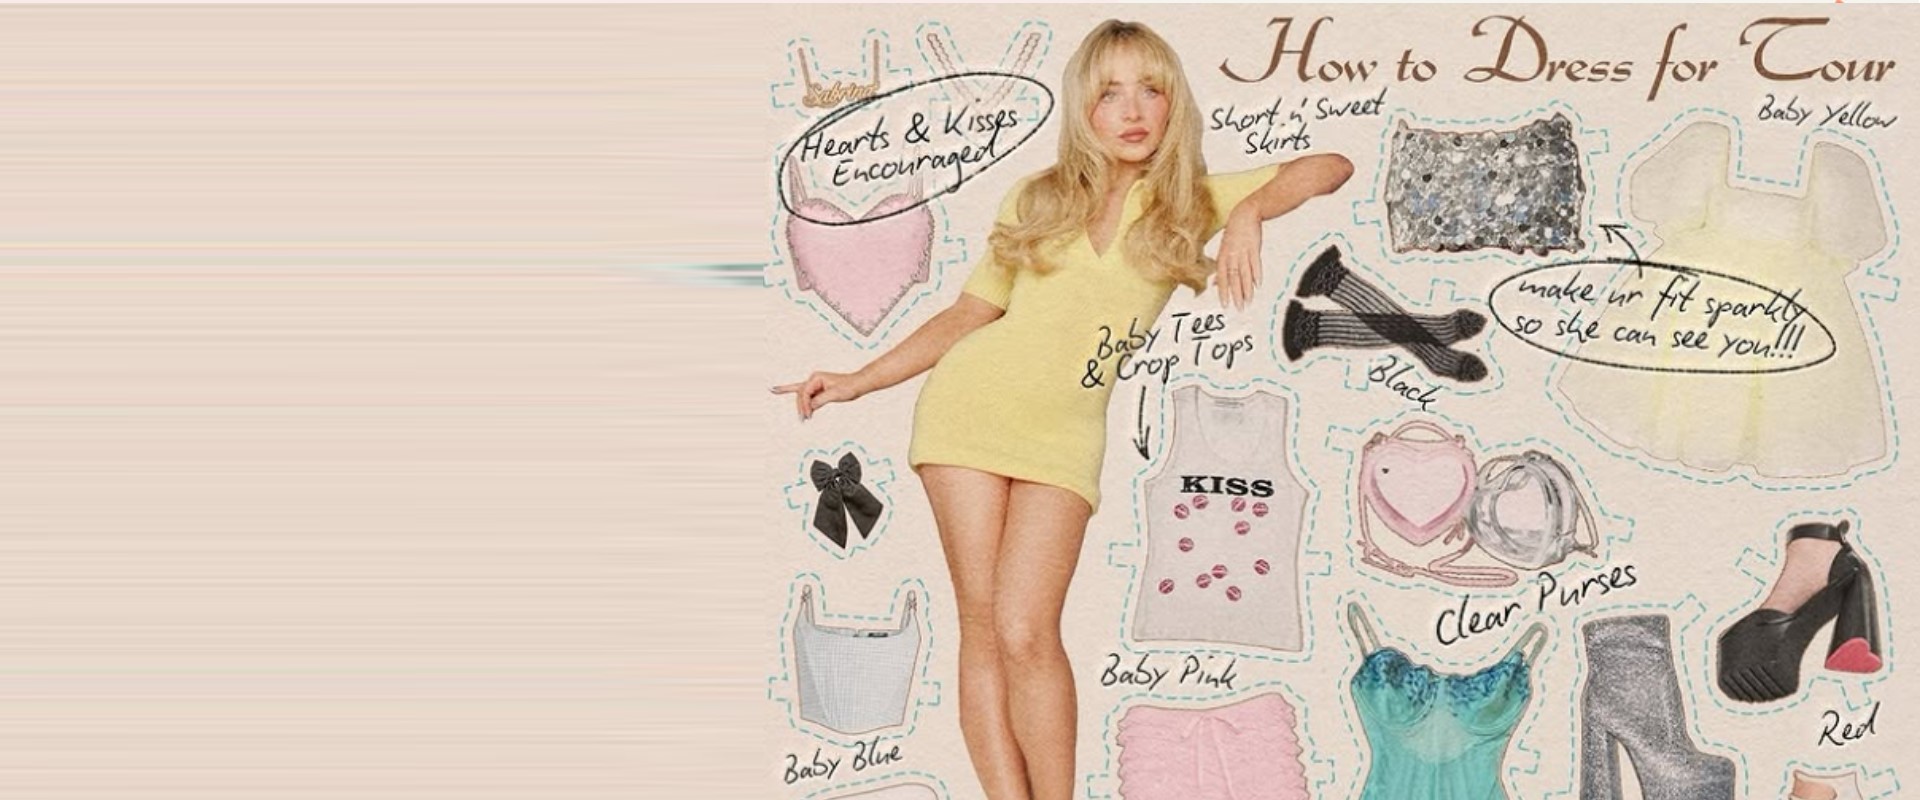 How to Dress for Tour
Sabrina
Hearts & Kisses
Encouraged
Short n' Sweet
Skirts
Baby Yellow
make ur fit sparkly
so she can see you!!!
Baby Tees
& Crop Tops
Black
KISS
Clear Purses
Baby Pink
Red
Baby Blue